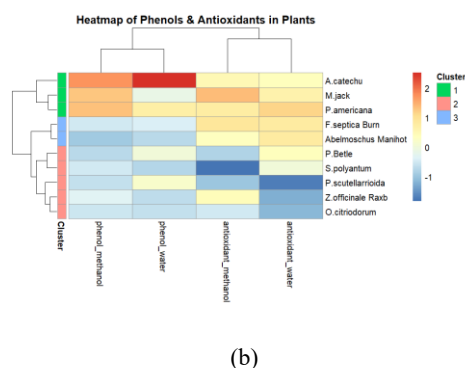 Heatmap of Phenols & Antioxidants in Plants
A.catechu
M.jack
P.americana
F.septica Burn
Abelmoschus Manihot
P.Betle
S.polyantum
P.scutellarrioida
Z.officinale Raxb
O.citriodorum
Cluster
phenol_methanol
phenol_water
antioxidant_methanol
antioxidant_water
2
1
0
-1
Cluster
1
2
3
(b)